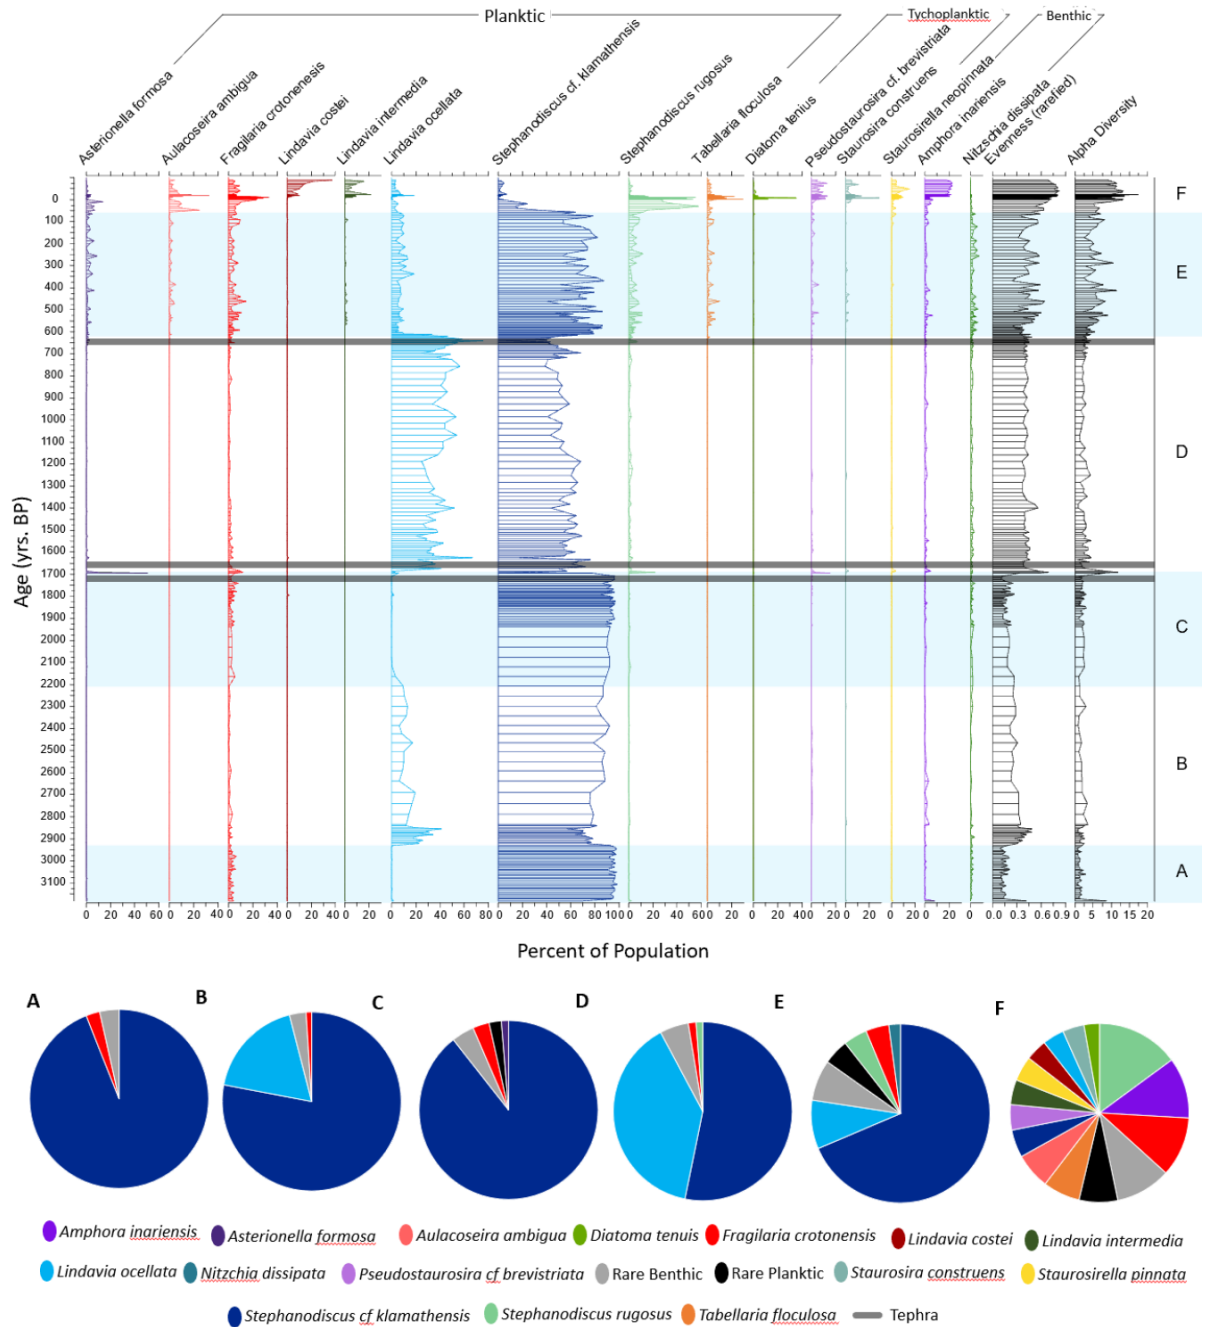 Planktic
Tychoplanktic
Benthic
Asterionella formosa
Aulacoseira ambigua
Fragilaria crotonenesis
Lindavia costei
Lindavia intermedia
Lindavia ocellata
Stephanodiscus cf. klamathensis
Stephanodiscus rugosus
Tabellaria floculosa
Diatoma tenius
Pseudostaurosira cf. brevistriata
Staurosira construens
Staurosirella neopinnata
Amphora inariensis
Nitzschia dissipata
Evenness (rarefied)
Alpha Diversity
Age (yrs. BP)
0
100
200
300
400
500
600
700
800
900
1000
1100
1200
1300
1400
1500
1600
1700
1800
1900
2000
2100
2200
2300
2400
2500
2600
2700
2800
2900
3000
3100
F
E
D
C
B
A
0 20 40 60 0 20 40 0 20 40 0 20 40 0 20 0 20 40 60 80 0 20 40 60 80 100 0 20 60 0 20 0 20 40 0 20 0 20 0 20 0 20 0 0.0 0.3 0.6 0.9 0 5 10 15 20
Percent of Population
A B C D E F
Amphora inariensis Asterionella formosa Aulacoseira ambigua Diatoma tenuis Fragilaria crotonensis Lindavia costei Lindavia intermedia
Lindavia ocellata Nitzchia dissipata Pseudostaurosira cf brevistriata Rare Benthic Rare Planktic Staurosira construens Staurosirella pinnata
Stephanodiscus cf klamathensis Stephanodiscus rugosus Tabellaria floculosa Tephra